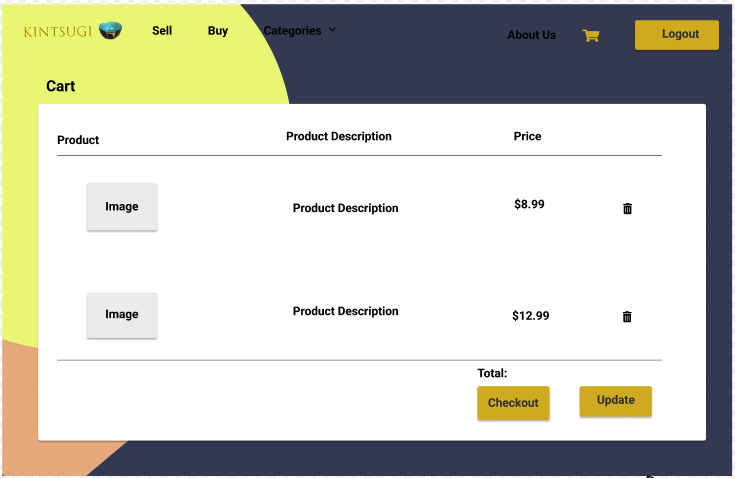 KINTSUGI Sell Buy Categories About Us Logout
Cart
Product Product Description Price
Image Product Description $8.99
Image Product Description $12.99
Total:
Checkout Update